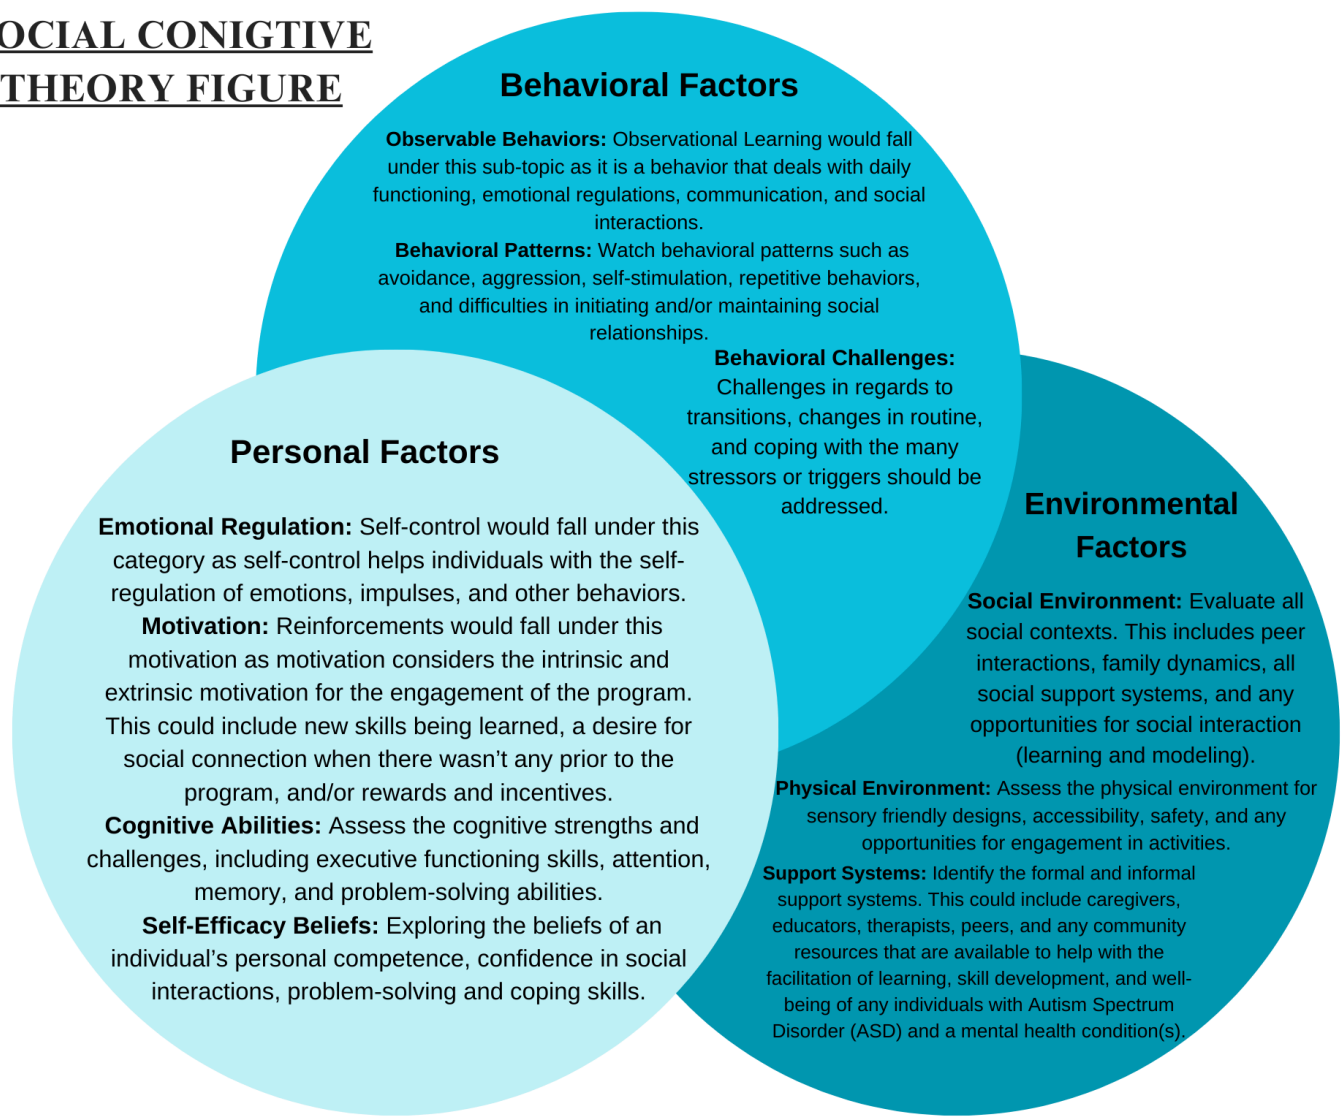 OCIAL CONIGTIVE
THEORY FIGURE
Behavioral Factors
Observable Behaviors: Observational Learning would fall
under this sub-topic as it is a behavior that deals with daily
functioning, emotional regulations, communication, and social
interactions.
Behavioral Patterns: Watch behavioral patterns such as
avoidance, aggression, self-stimulation, repetitive behaviors,
and difficulties in initiating and/or maintaining social
relationships.
Behavioral Challenges:
Challenges in regards to
transitions, changes in routine,
and coping with the many
stressors or triggers should be
addressed.
Personal Factors
Emotional Regulation: Self-control would fall under this
category as self-control helps individuals with the self-
regulation of emotions, impulses, and other behaviors.
Motivation: Reinforcements would fall under this
motivation as motivation considers the intrinsic and
extrinsic motivation for the engagement of the program.
This could include new skills being learned, a desire for
social connection when there wasn't any prior to the
program, and/or rewards and incentives.
Cognitive Abilities: Assess the cognitive strengths and
challenges, including executive functioning skills, attention,
memory, and problem-solving abilities.
Self-Efficacy Beliefs: Exploring the beliefs of an
individual's personal competence, confidence in social
interactions, problem-solving and coping skills.
Environmental
Factors
Social Environment: Evaluate all
social contexts. This includes peer
interactions, family dynamics, all
social support systems, and any
opportunities for social interaction
(learning and modeling).
Physical Environment: Assess the physical environment for
sensory friendly designs, accessibility, safety, and any
opportunities for engagement in activities.
Support Systems: Identify the formal and informal
support systems. This could include caregivers,
educators, therapists, peers, and any community
resources that are available to help with the
facilitation of learning, skill development, and well-
being of any individuals with Autism Spectrum
Disorder (ASD) and a mental health condition(s).